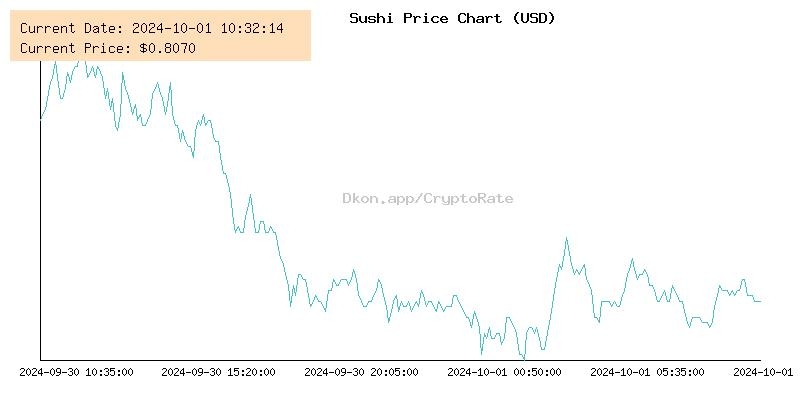 Sushi Price Chart (USD)
Current Date: 2024-10-01 10:32:14
Current Price: $0.8070
Dkon.app/CryptoRate
2024-09-30 10:35:00 2024-09-30 15:20:00 2024-09-30 20:05:00 2024-10-01 00:50:00 2024-10-01 05:35:00 2024-10-01